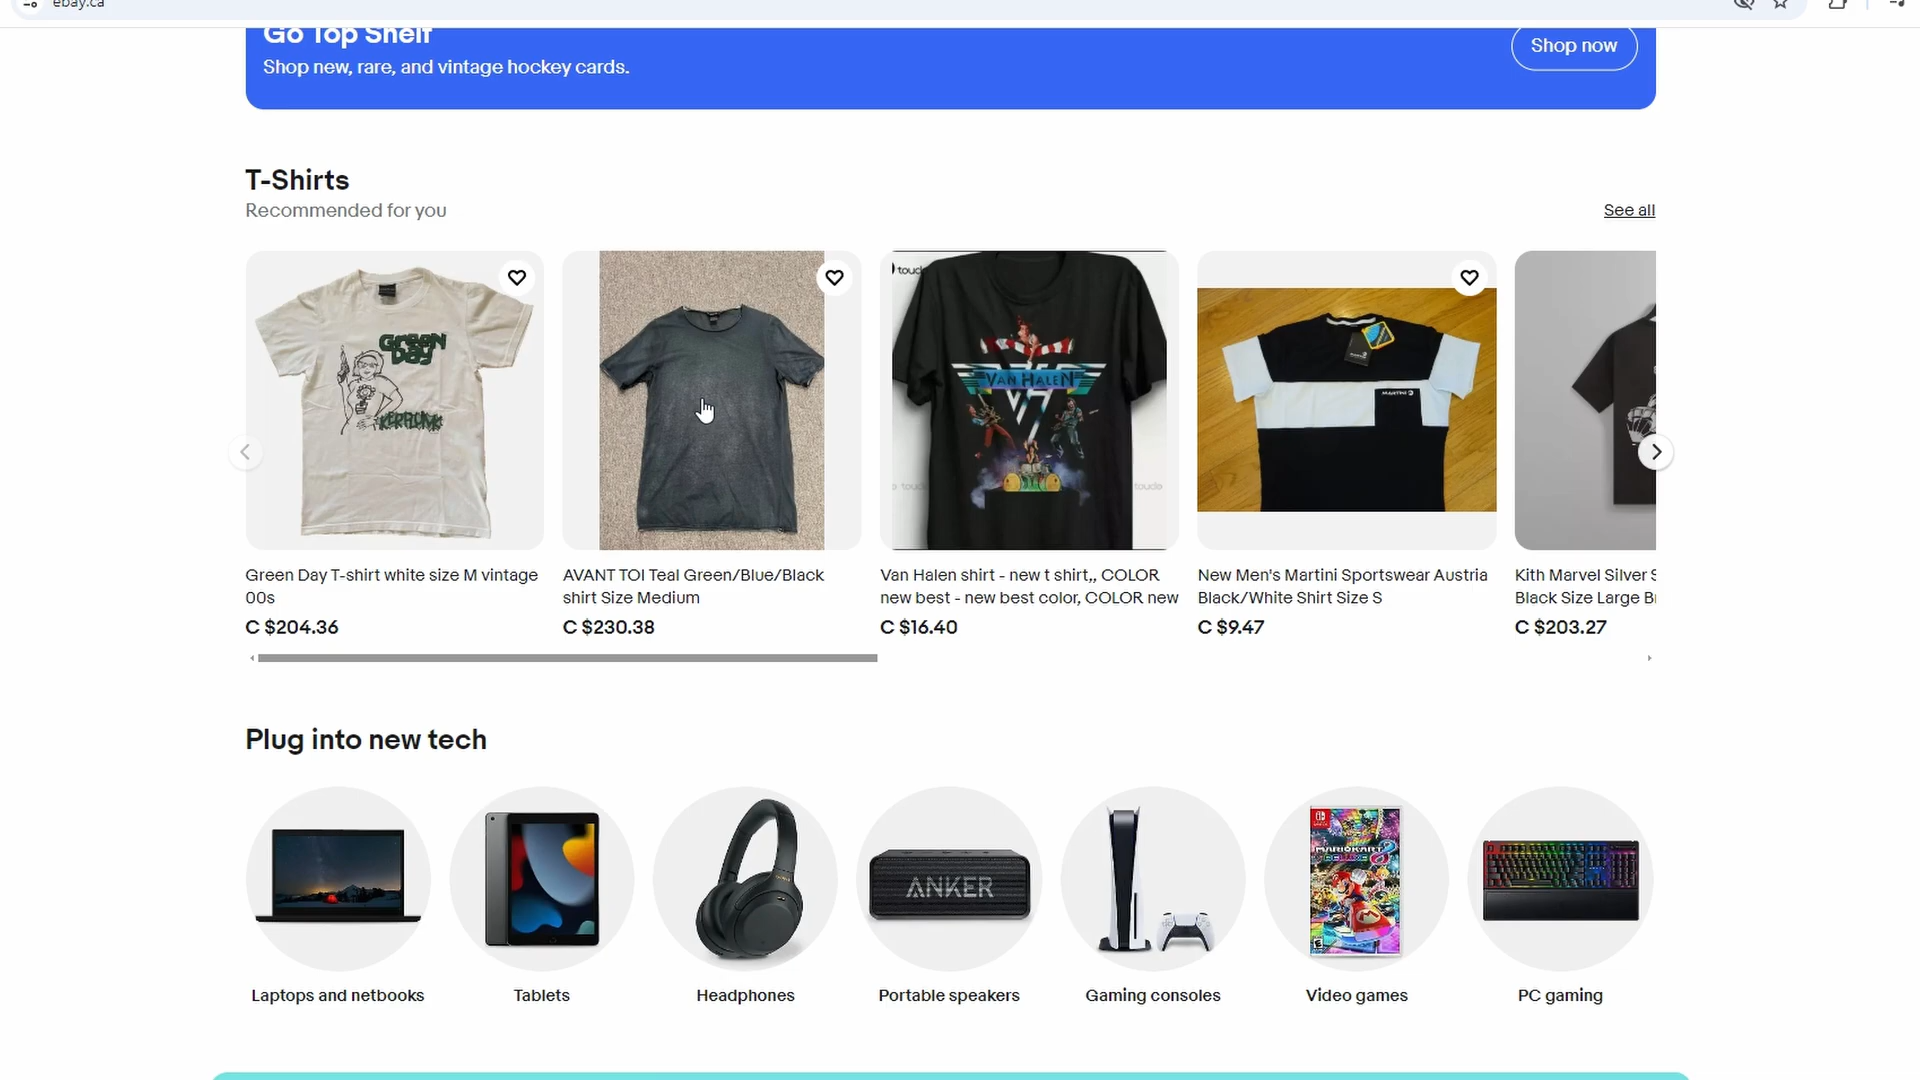 ebay.ca
Go Top Shelf
Shop new, rare, and vintage hockey cards.
Shop now
T-Shirts
Recommended for you
See all
GREEN
DAY
KERPLUNK
touch
VAN HALEN
MARTINI
Green Day T-shirt white size M vintage
00s
C $204.36
AVANT TOI Teal Green/Blue/Black
shirt Size Medium
C $230.38
Van Halen shirt - new t shirt,, COLOR
new best - new best color, COLOR new
C $16.40
New Men's Martini Sportswear Austria
Black/White Shirt Size S
C $9.47
Kith Marvel Silver
Black Size Large
C $203.27
Plug into new tech
ANKER
MARIOKART
8
DELUXE
Laptops and netbooks
Tablets
Headphones
Portable speakers
Gaming consoles
Video games
PC gaming